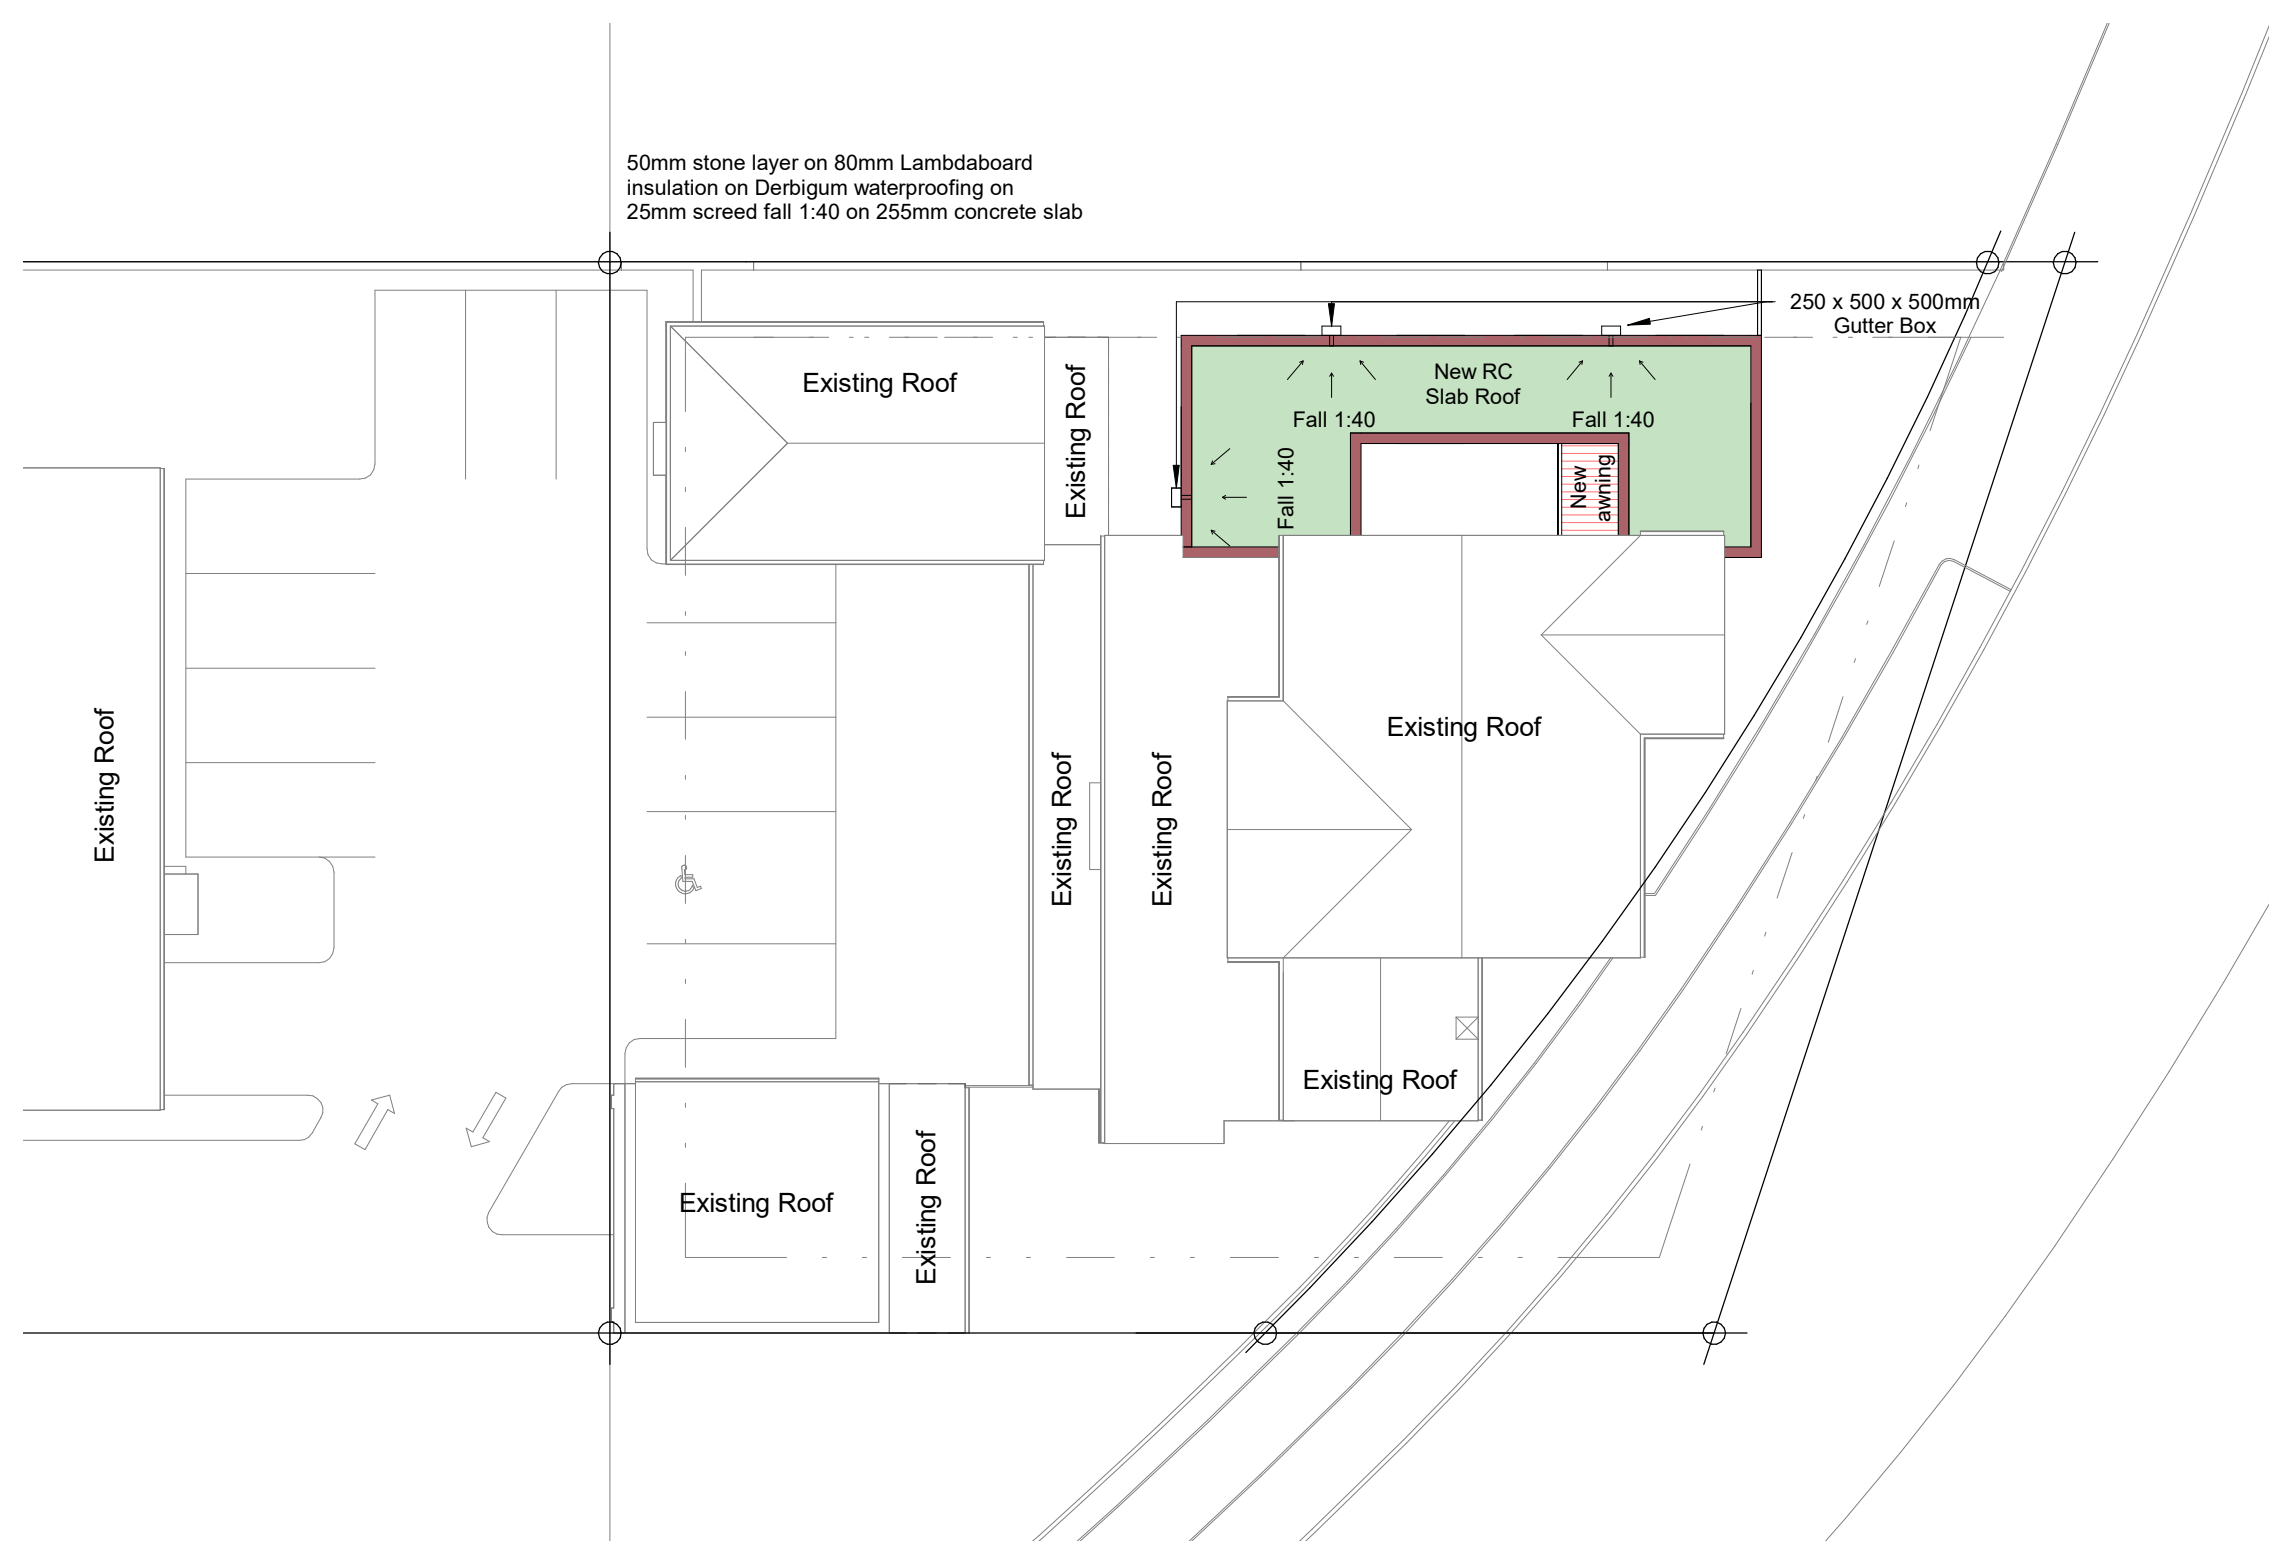 50mm stone layer on 80mm Lambdaboard
insulation on Derbigum waterproofing on
25mm screed fall 1:40 on 255mm concrete slab
250 x 500 x 500mm
Gutter Box
Existing Roof
Existing Roof
New RC
Slab Roof
Fall 1:40
Fall 1:40
Fall 1:40
New
awning
Existing Roof
Existing Roof
Existing Roof
Existing Roof
Existing Roof
Existing Roof
Existing Roof